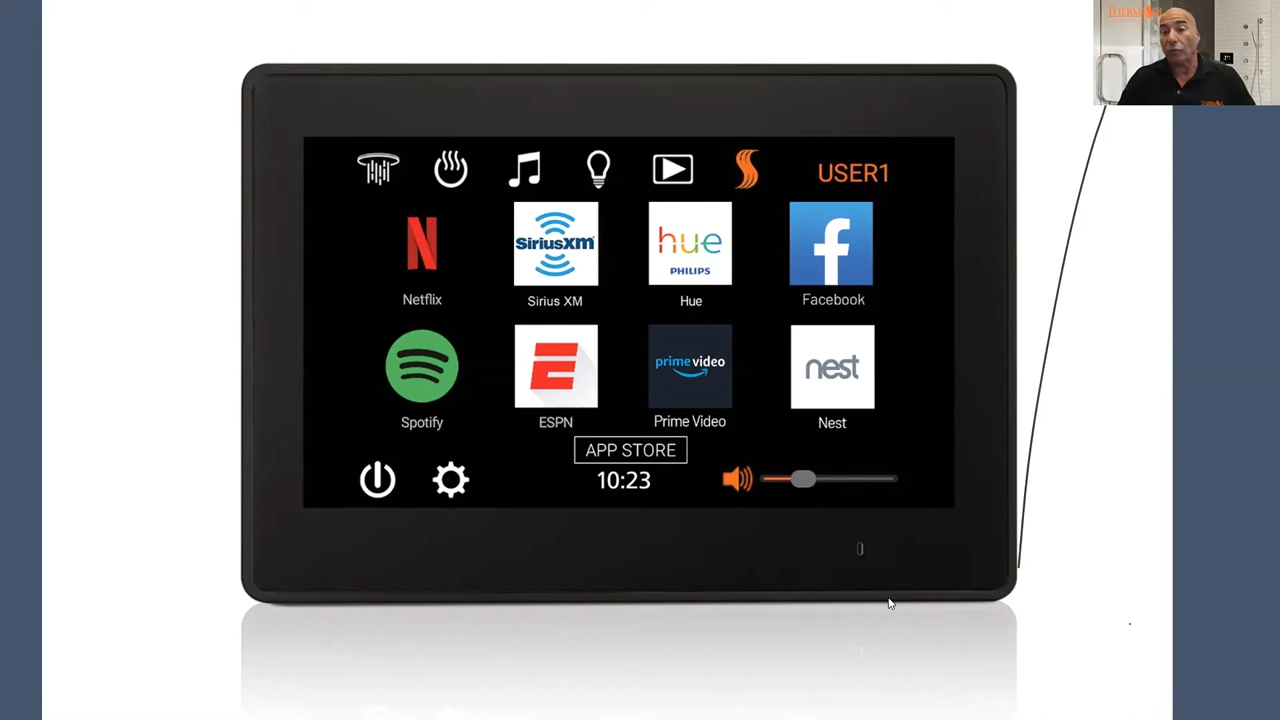 USER1
N
SiriusXM
hue
PHILIPS
f
Netflix
Sirius XM
Hue
Facebook
E
prime video
nest
Spotify
ESPN
Prime Video
Nest
APP STORE
10:23